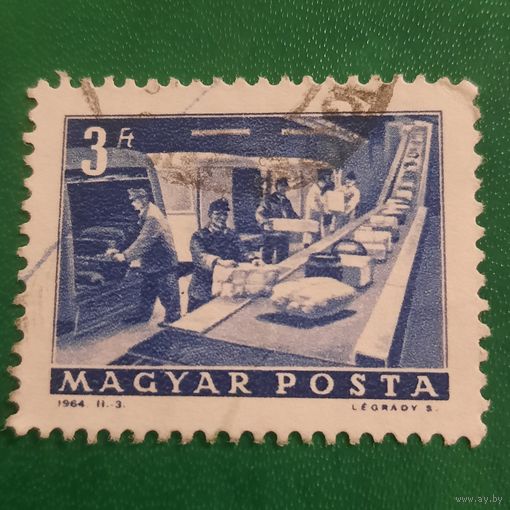 3 Ft
MAGYAR POSTA
1964. II.-3. LÉGRÁDY S.
www.ay.by